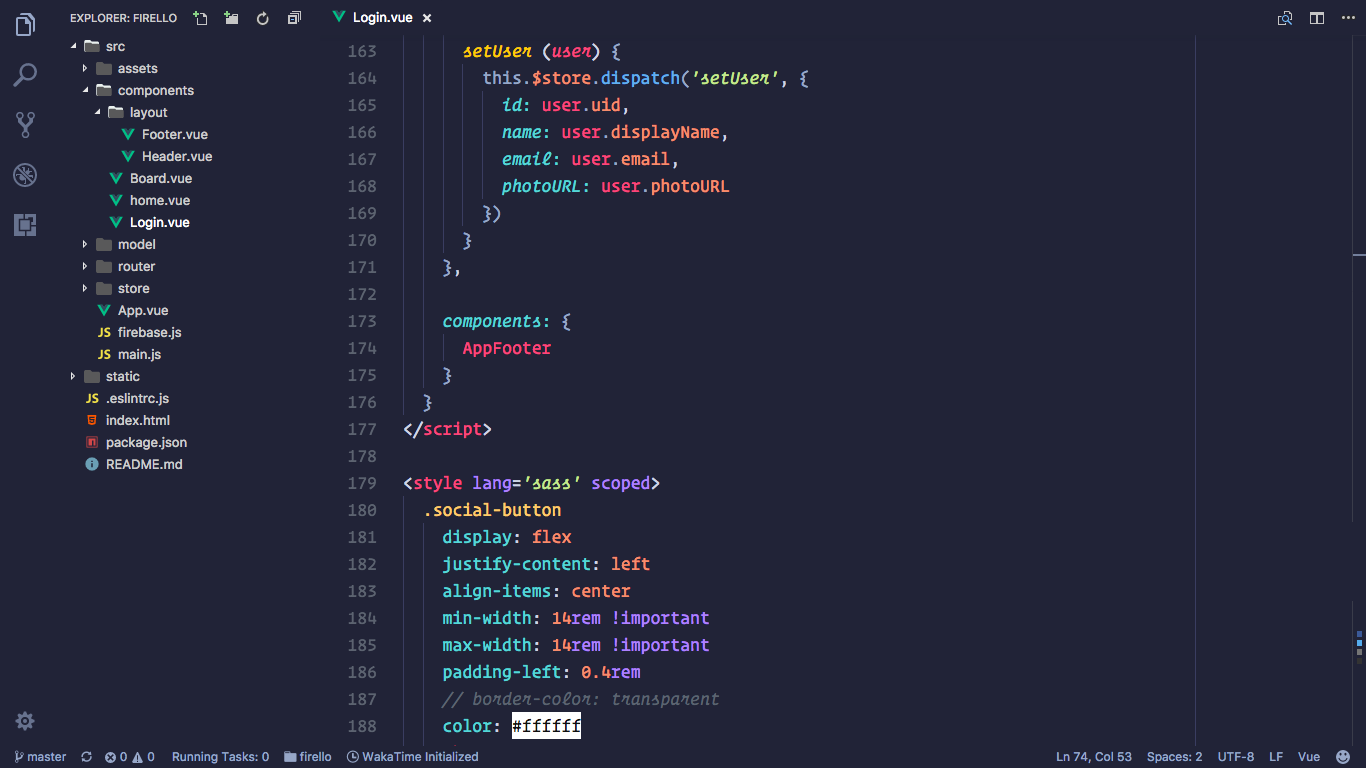 EXPLORER: FIRELLO
Login.vue ×
src
assets
components
layout
Footer.vue
Header.vue
Board.vue
home.vue
Login.vue
model
router
store
App.vue
JS firebase.js
JS main.js
static
JS .eslintrc.js
index.html
package.json
README.md
163 setUser (user) {
164 this.$store.dispatch('setUser', {
165 id: user.uid,
166 name: user.displayName,
167 email: user.email,
168 photoURL: user.photoURL
169 })
170 }
171 },
172
173 components: {
174 AppFooter
175 }
176 }
177 </script>
178
179 <style lang='sass' scoped>
180 .social-button
181 display: flex
182 justify-content: left
183 align-items: center
184 min-width: 14rem !important
185 max-width: 14rem !important
186 padding-left: 0.4rem
187 // border-color: transparent
188 color: #ffffff
master 0 0 Running Tasks: 0 firello WakaTime Initialized Ln 74, Col 53 Spaces: 2 UTF-8 LF Vue